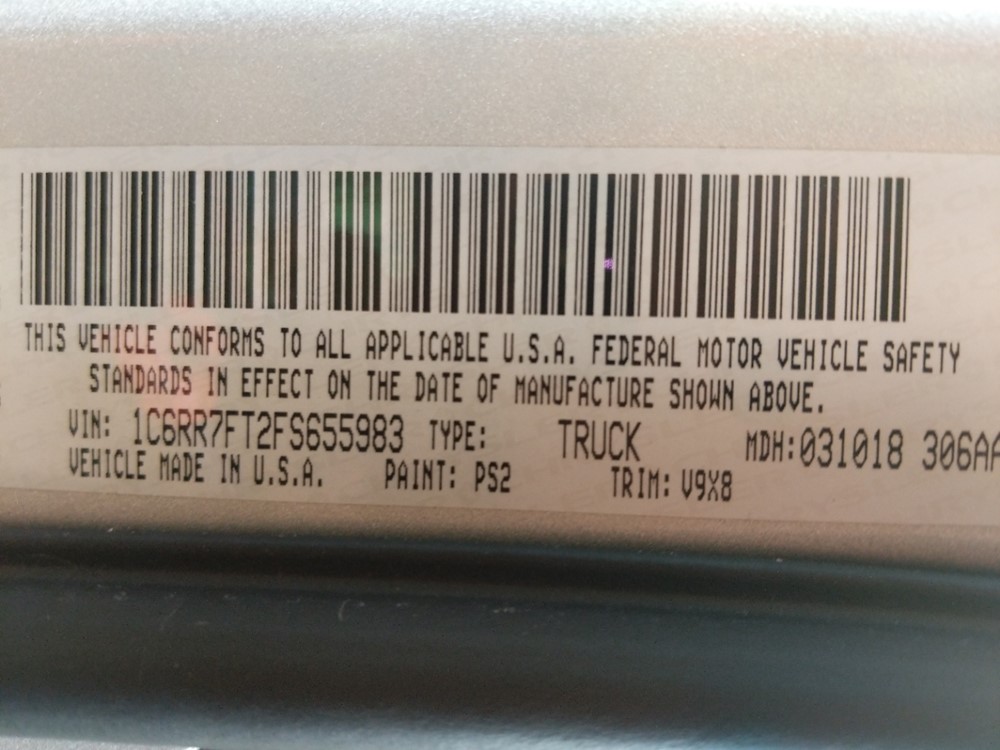 THIS VEHICLE CONFORMS TO ALL APPLICABLE U.S.A. FEDERAL MOTOR VEHICLE SAFETY
STANDARDS IN EFFECT ON THE DATE OF MANUFACTURE SHOWN ABOVE.
VIN: 1C6RR7FT2FS655983 TYPE: TRUCK MDH:031018 306AA
VEHICLE MADE IN U.S.A. PAINT: PS2 TRIM: V9X8